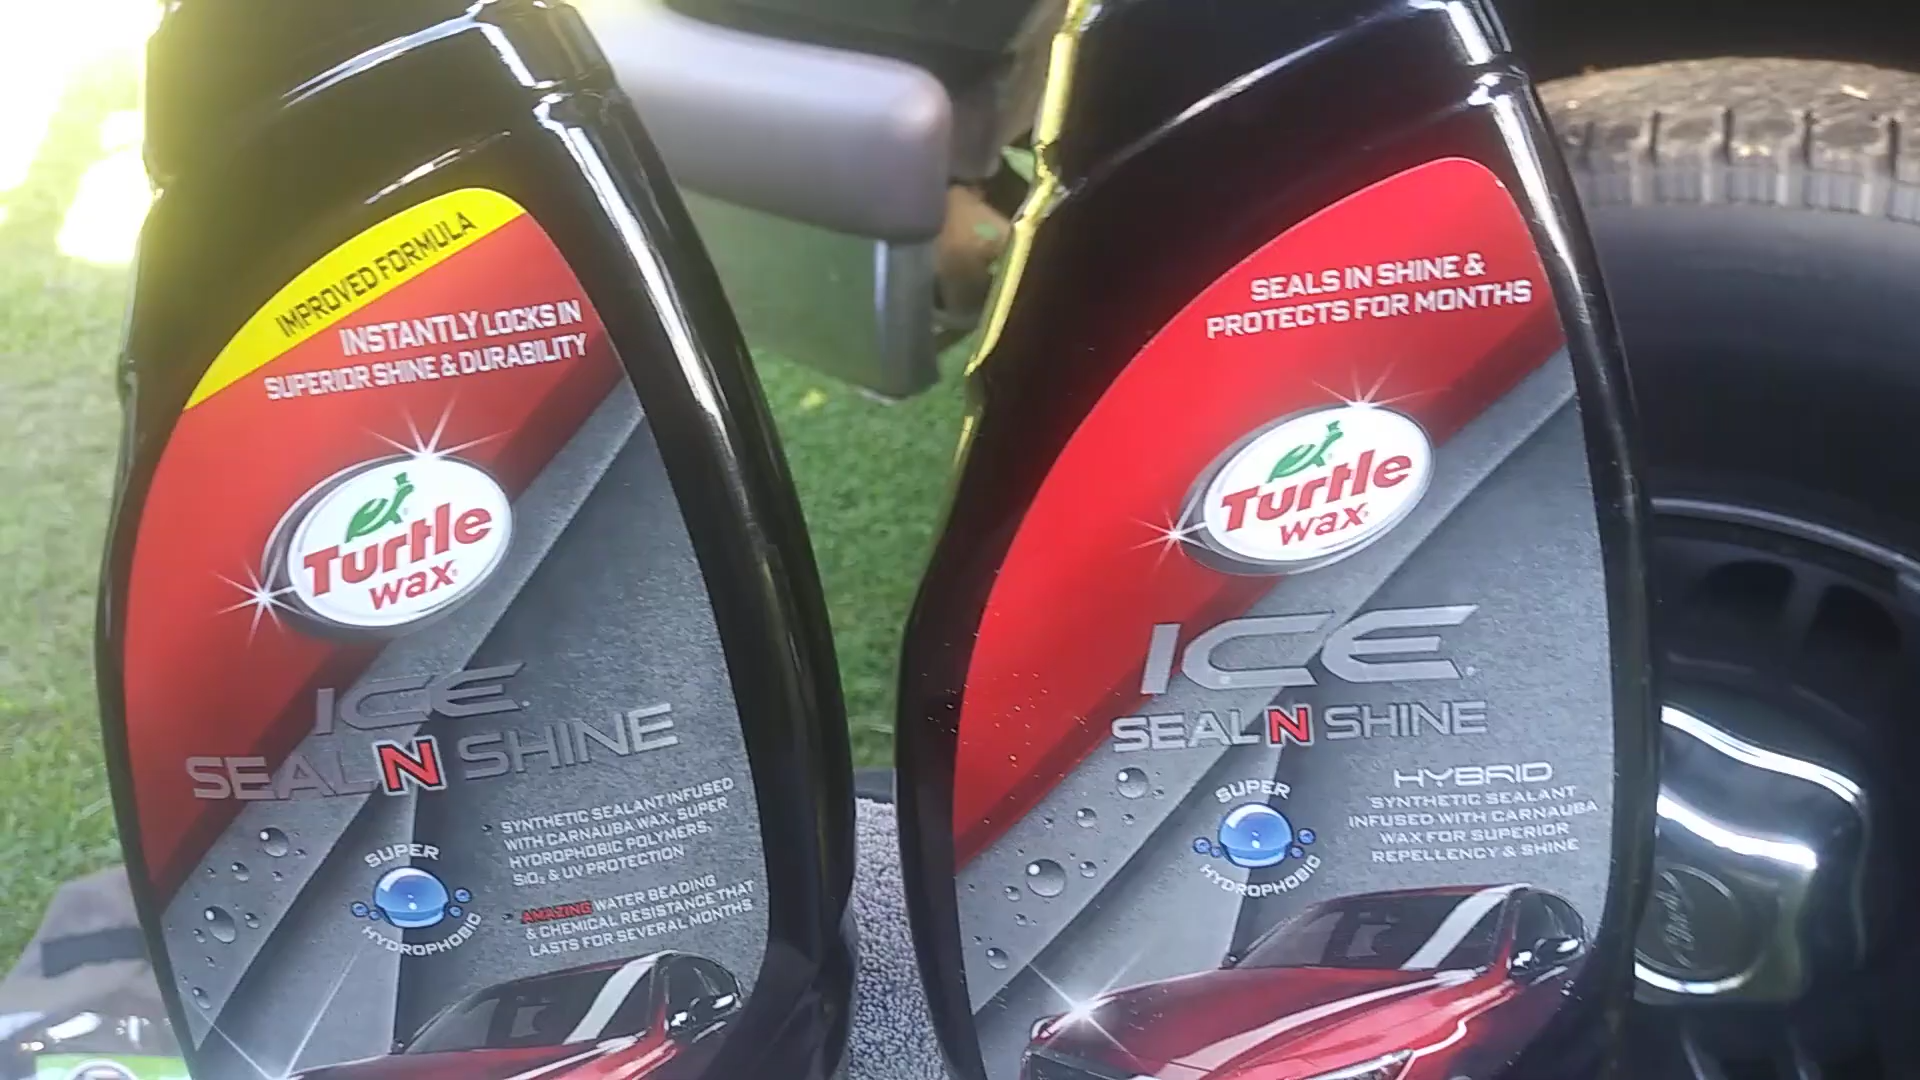 IMPROVED FORMULA
INSTANTLY LOCKS IN
SUPERIOR SHINE & DURABILITY
Turtle
wax
ICE
SEAL N SHINE
SYNTHETIC SEALANT INFUSED
WITH CARNAUBA WAX, SUPER
HYDROPHOBIC POLYMERS,
SiO₂ & UV PROTECTION
SUPER
HYDROPHOBIC
AMAZING WATER BEADING
& CHEMICAL RESISTANCE THAT
LASTS FOR SEVERAL MONTHS
SEALS IN SHINE &
PROTECTS FOR MONTHS
Turtle
wax
ICE
SEAL N SHINE
HYBRID
SYNTHETIC SEALANT
INFUSED WITH CARNAUBA
WAX FOR SUPERIOR
REPELLENCY & SHINE
SUPER
HYDROPHOBIC